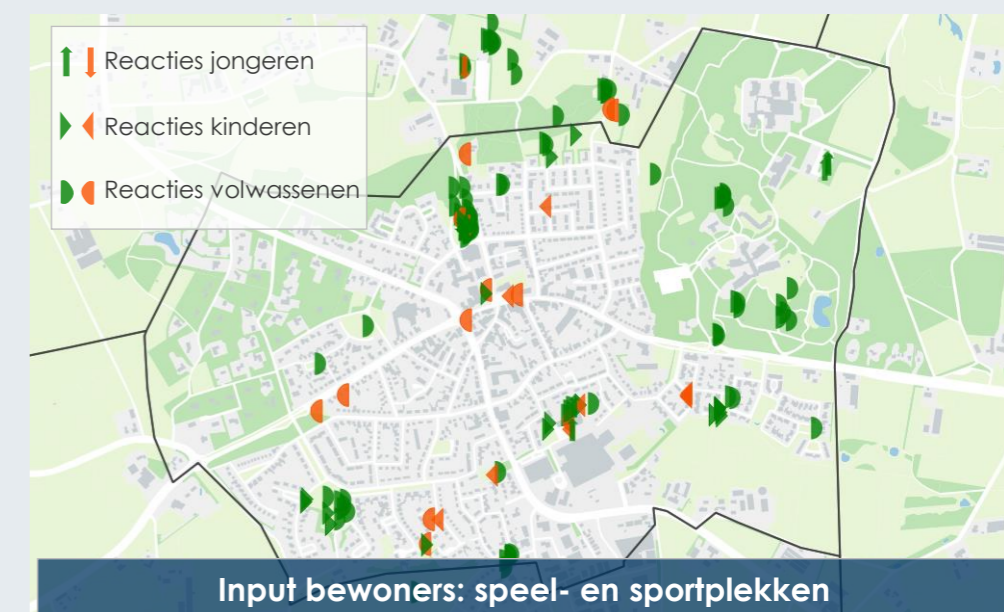 Reacties jongeren
Reacties kinderen
Reacties volwassenen
Input bewoners: speel- en sportplekken